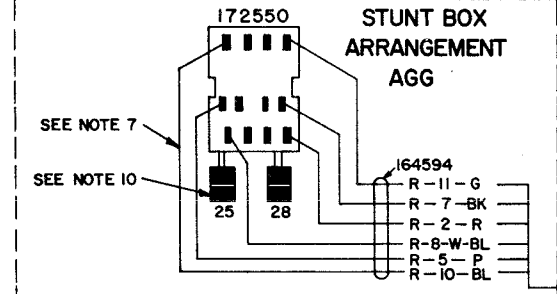 172550
STUNT BOX
ARRANGEMENT
AGG
SEE NOTE 7
SEE NOTE 10
25
28
164594
R-11-G
R-7-BK
R-2-R
R-8-W-BL
R-5-P
R-10-BL